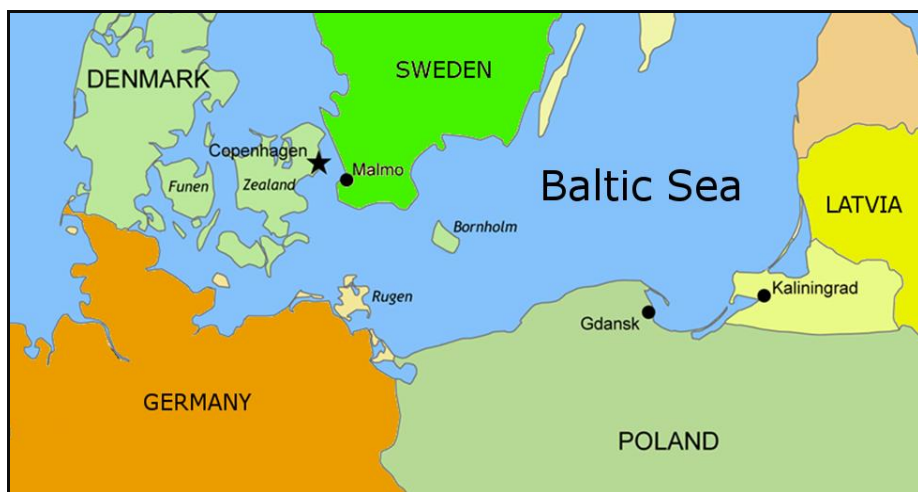 DENMARK
SWEDEN
Copenhagen
Malmo
Funen
Zealand
Baltic Sea
LATVIA
Bornholm
Kaliningrad
Rugen
Gdansk
GERMANY
POLAND